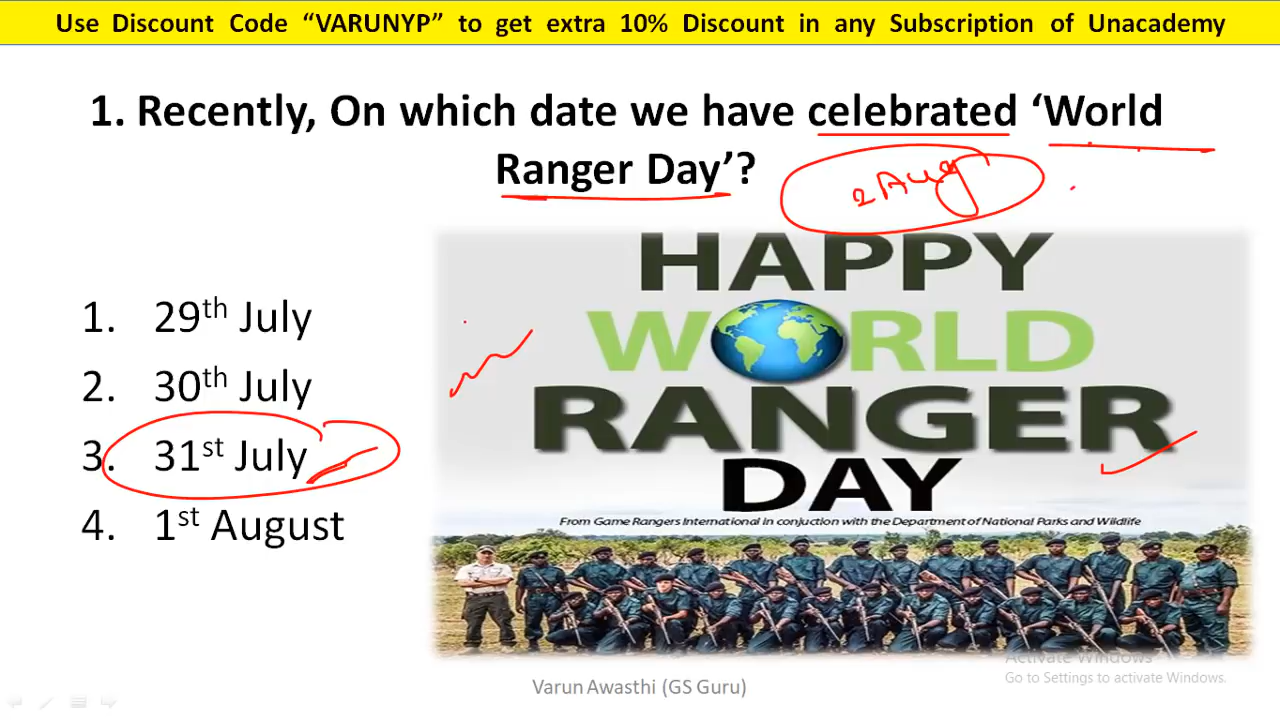 Use Discount Code “VARUNYP” to get extra 10% Discount in any Subscription of Unacademy
1. Recently, On which date we have celebrated ‘World
Ranger Day’?
2 Aug
1. 29th July
2. 30th July
3. 31st July
4. 1st August
HAPPY
WORLD
RANGER
DAY
From Game Rangers International in conjuction with the Department of National Parks and Wildlife
Activate Windows
Go to Settings to activate Windows.
Varun Awasthi (GS Guru)